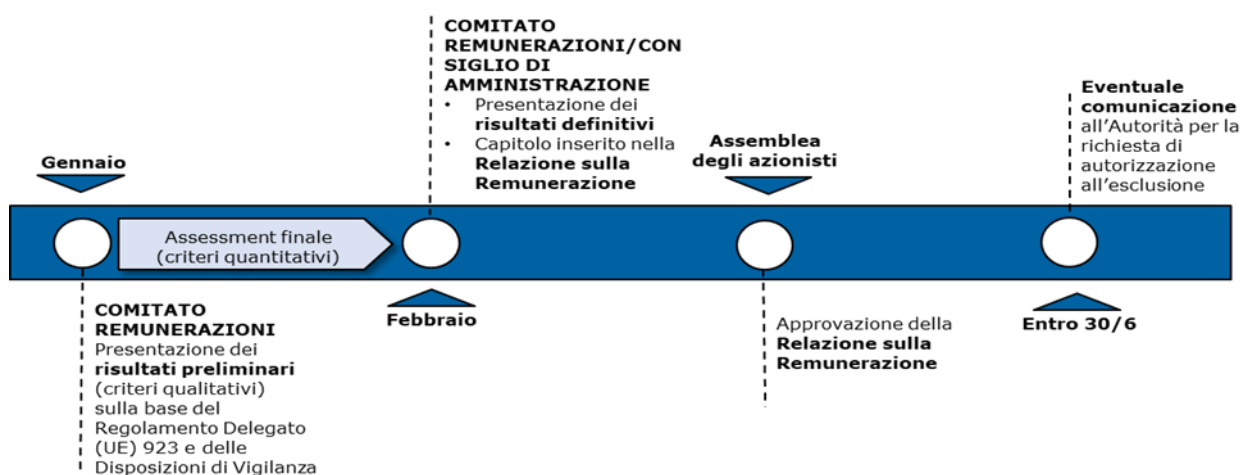 Gennaio
COMITATO
REMUNERAZIONI
Presentazione dei
risultati preliminari
(criteri qualitativi)
sulla base del
Regolamento Delegato
(UE) 923 e delle
Disposizioni di Vigilanza
Assessment finale
(criteri quantitativi)
COMITATO
REMUNERAZIONI/CON
SIGLIO DI
AMMINISTRAZIONE
• Presentazione dei
risultati definitivi
• Capitolo inserito nella
Relazione sulla
Remunerazione
Febbraio
Assemblea
degli azionisti
Approvazione della
Relazione sulla
Remunerazione
Eventuale
comunicazione
all'Autorità per la
richiesta di
autorizzazione
all'esclusione
Entro 30/6